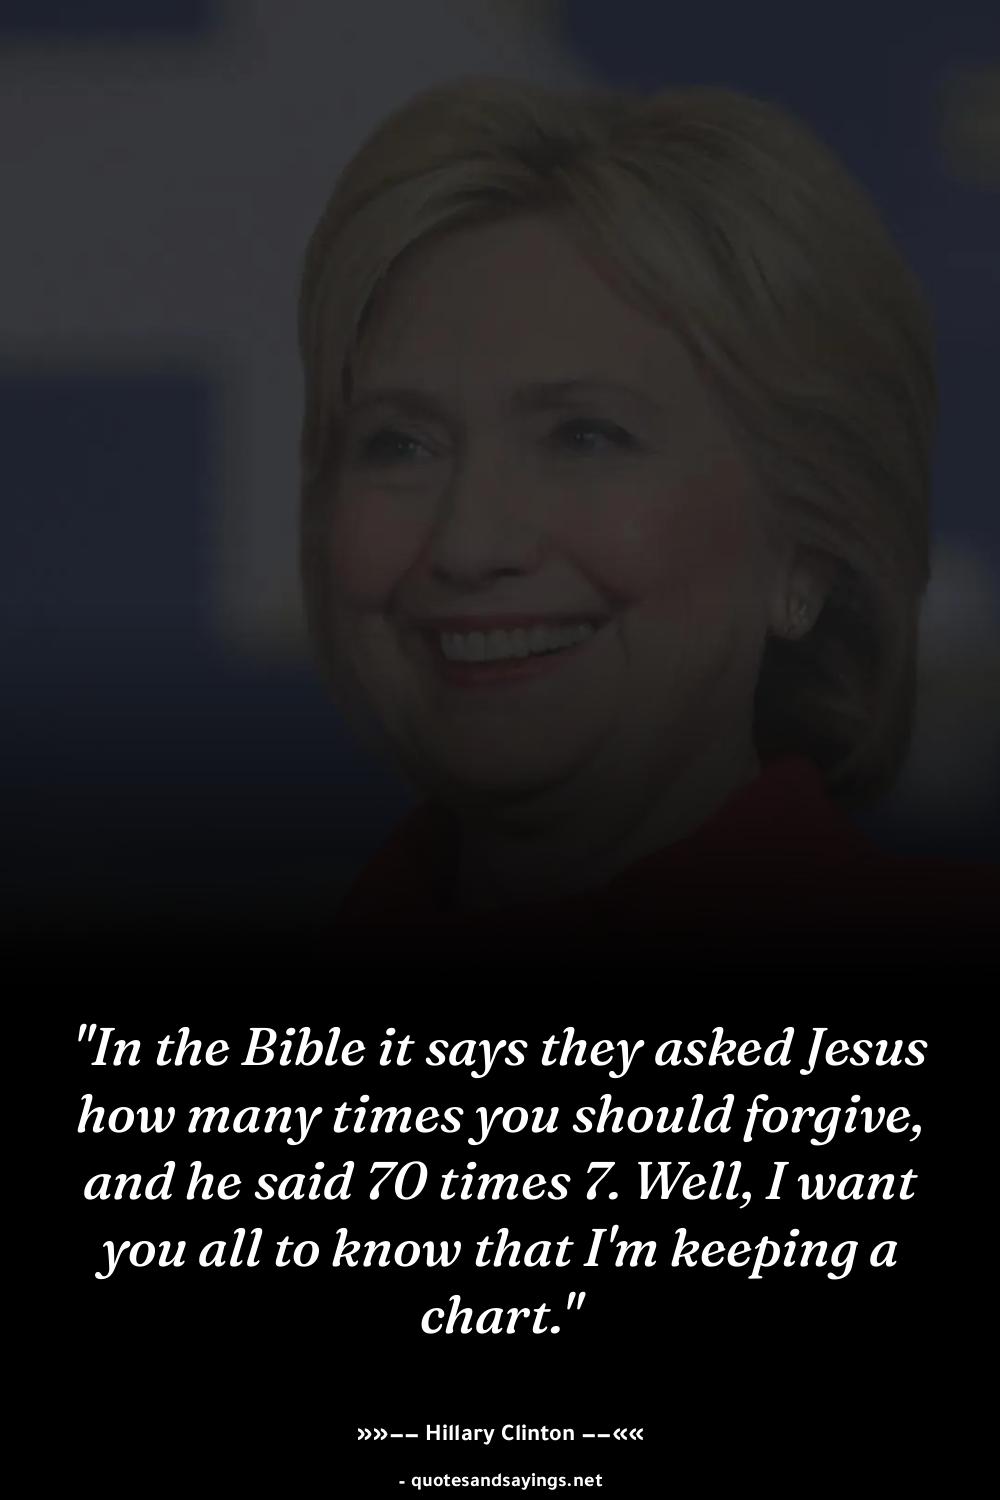 "In the Bible it says they asked Jesus
how many times you should forgive,
and he said 70 times 7. Well, I want
you all to know that I'm keeping a
chart."
»»−− Hillary Clinton −−««
- quotesandsayings.net